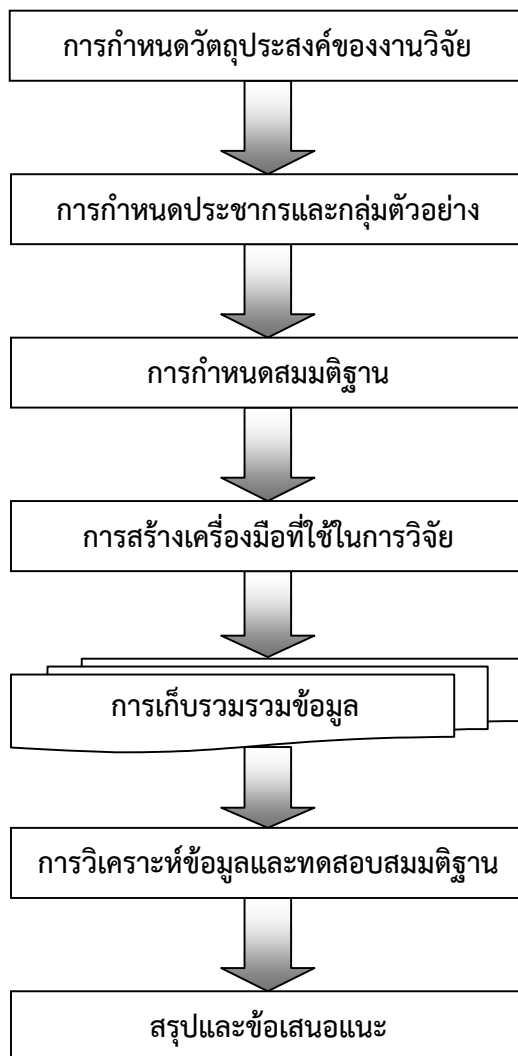 การกำหนดวัตถุประสงค์ของงานวิจัย
การกำหนดประชากรและกลุ่มตัวอย่าง
การกำหนดสมมติฐาน
การสร้างเครื่องมือที่ใช้ในการวิจัย
การเก็บรวมรวมข้อมูล
การวิเคราะห์ข้อมูลและทดสอบสมมติฐาน
สรุปและข้อเสนอแนะ